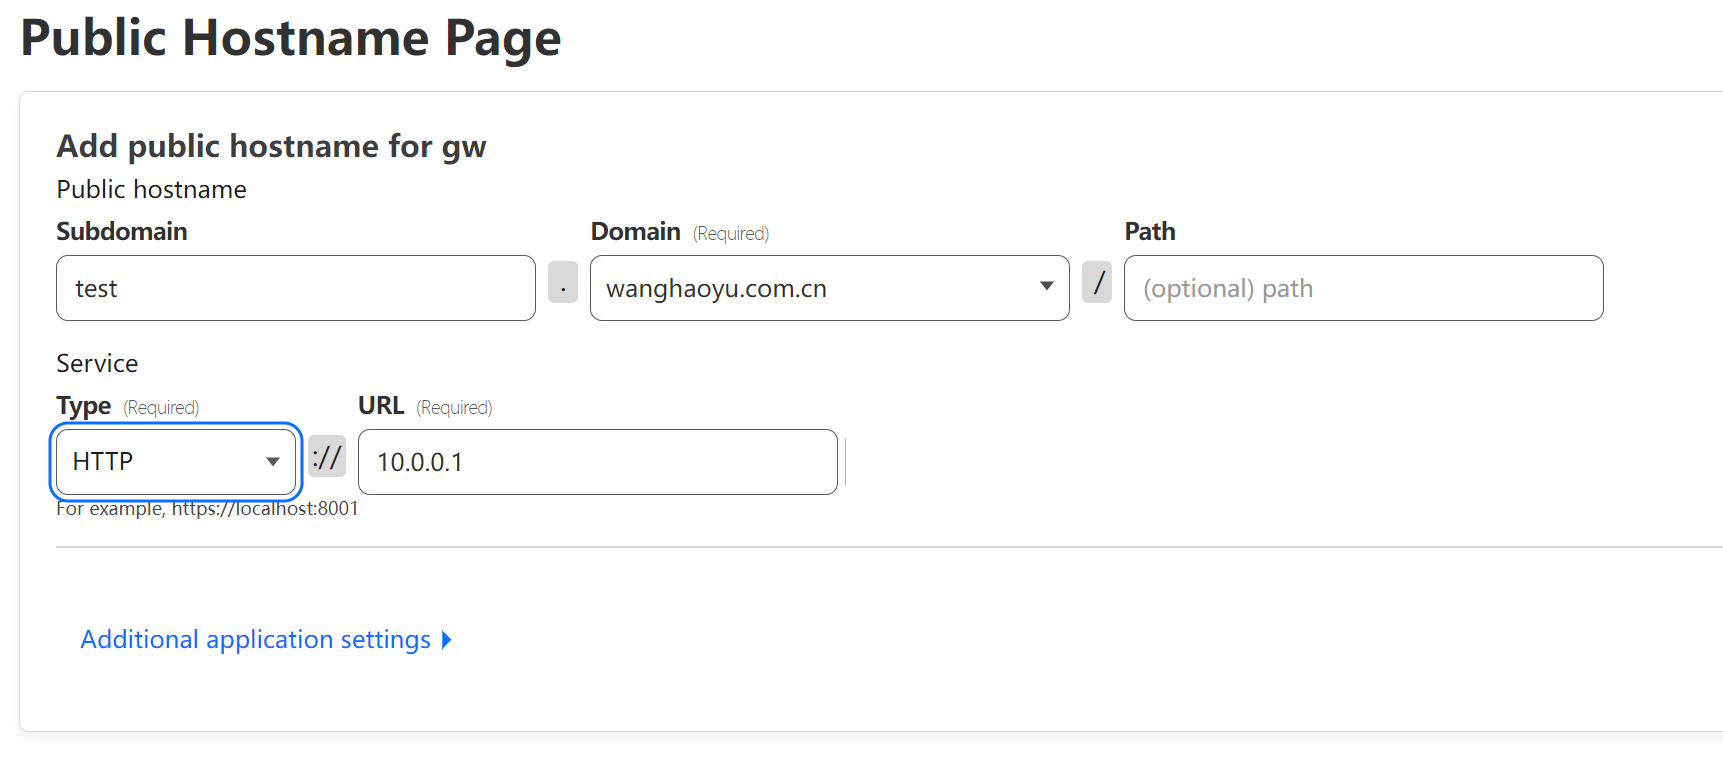 Public Hostname Page
Add public hostname for gw
Public hostname
Subdomain Domain (Required) Path
test . wanghaoyu.com.cn / (optional) path
Service
Type (Required) URL (Required)
HTTP :// 10.0.0.1
For example, https://localhost:8001
Additional application settings